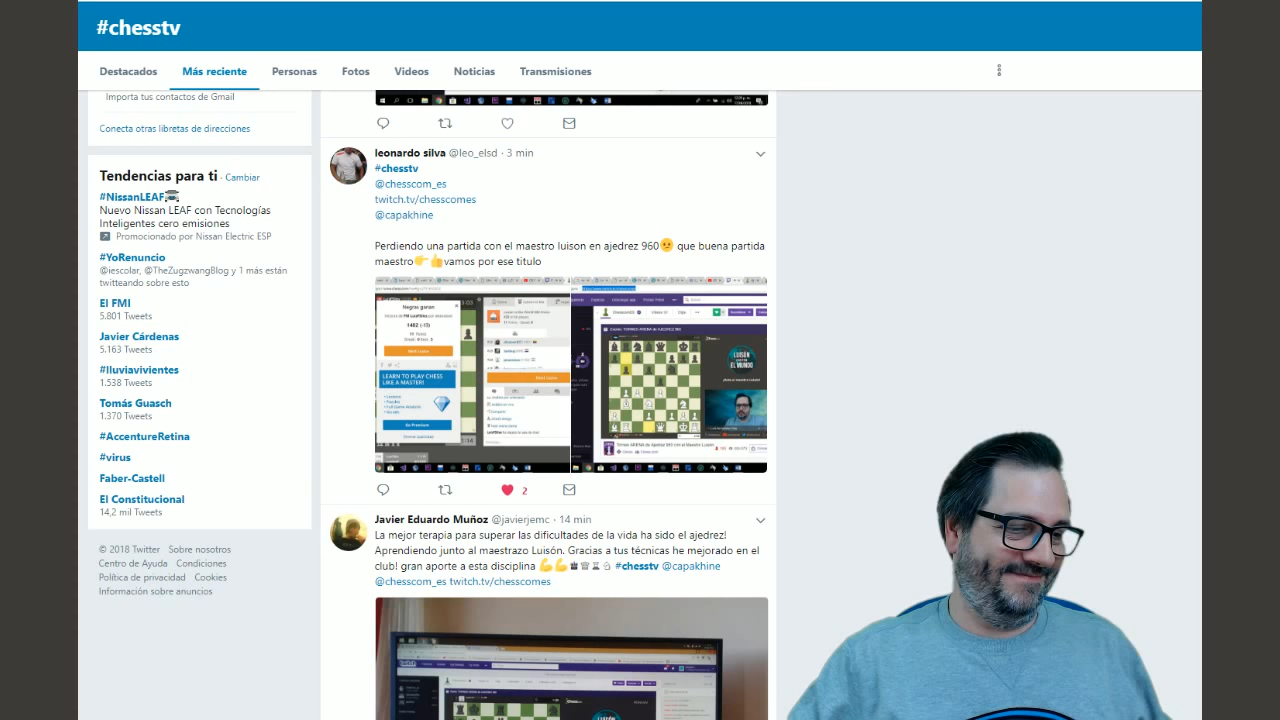 #chesstv
Destacados Más reciente Personas Fotos Videos Noticias Transmisiones
Importa tus contactos de Gmail
Conecta otras libretas de direcciones
Tendencias para ti · Cambiar
#NissanLEAF
Nuevo Nissan LEAF con Tecnologías
Inteligentes cero emisiones
Promocionado por Nissan Electric ESP
#YoRenuncio
@iescolar, @TheZugzwangBlog y 1 más están
twitteando sobre esto
El FMI
5.801 Tweets
Javier Cárdenas
5.163 Tweets
#lluviavivientes
1.538 Tweets
Tomás Guasch
1.370 Tweets
#AccentureRetina
#virus
Faber-Castell
El Constitucional
14,2 mil Tweets
© 2018 Twitter Sobre nosotros
Centro de Ayuda Condiciones
Política de privacidad Cookies
Información sobre anuncios
leonardo silva @leo_elsd · 3 min
#chesstv
@chesscom_es
twitch.tv/chesscomes
@capakhine
Perdiendo una partida con el maestro luison en ajedrez 960🙁 que buena partida
maestro👉👍vamos por ese titulo
Negras ganan
1482 (-13)
LEARN TO PLAY CHESS
LIKE A MASTER!
Go Premium
LUISÓN
EL MUNDO
2
Javier Eduardo Muñoz @javierjemc · 14 min
La mejor terapia para superar las dificultades de la vida ha sido el ajedrez!
Aprendiendo junto al maestrazo Luisón. Gracias a tus técnicas he mejorado en el
club! gran aporte a esta disciplina 💪💪♚♕♖♘ #chesstv @capakhine
@chesscom_es twitch.tv/chesscomes
twitch